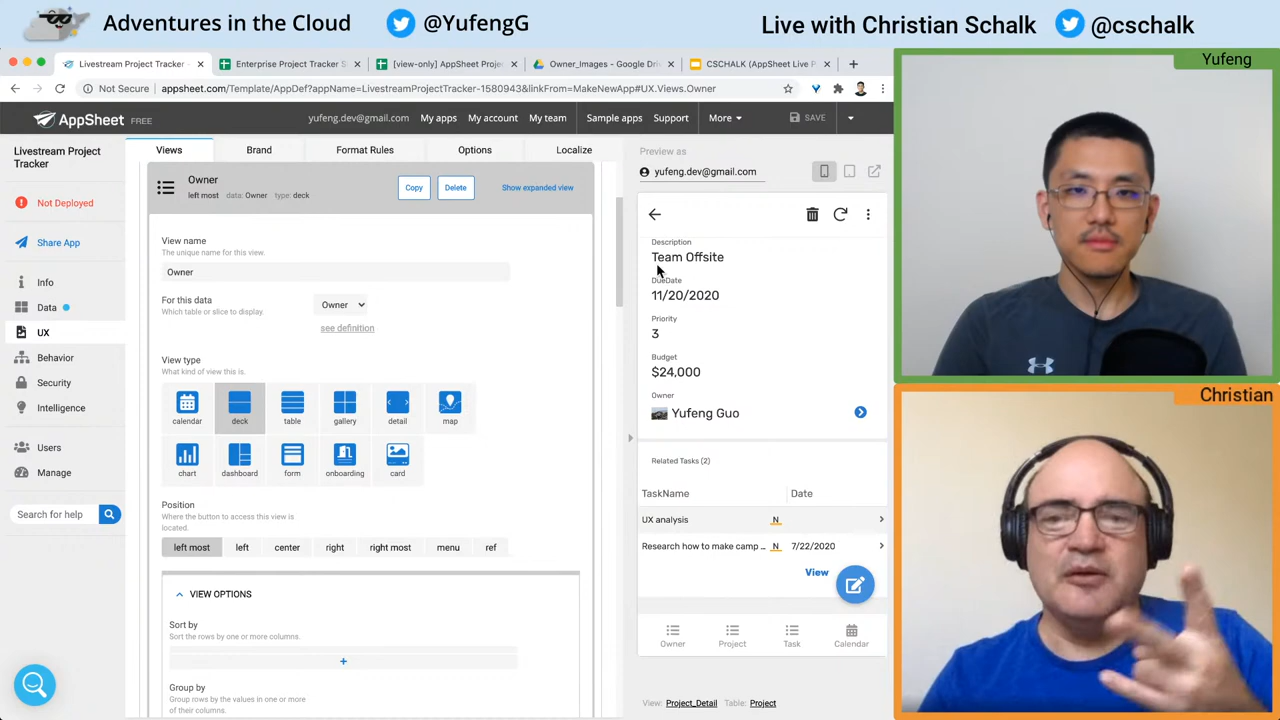 Adventures in the Cloud
@YufengG
Live with Christian Schalk
@cschalk
Livestream Project Tracker -
Enterprise Project Tracker S
[view-only] AppSheet Proje
Owner_Images - Google Dri
CSCHALK (AppSheet Live P
Not Secure
appsheet.com/Template/AppDef?appName=LivestreamProjectTracker-1580943&linkFrom=MakeNewApp#UX.Views.Owner
AppSheet FREE
yufeng.dev@gmail.com
My apps
My account
My team
Sample apps
Support
More
SAVE
Livestream Project
Tracker
Not Deployed
Share App
Info
Data
UX
Behavior
Security
Intelligence
Users
Manage
Search for help
Views
Brand
Format Rules
Options
Localize
Owner
left most data: Owner type: deck
Copy
Delete
Show expanded view
View name
The unique name for this view.
Owner
For this data
Which table or slice to display.
Owner
see definition
View type
What kind of view this is.
calendar
deck
table
gallery
detail
map
chart
dashboard
form
onboarding
card
Position
Where the button to access this view is
located.
left most
left
center
right
right most
menu
ref
VIEW OPTIONS
Sort by
Sort the rows by one or more columns.
+
Group by
Group rows by the values in one or more
of their columns.
Preview as
yufeng.dev@gmail.com
Description
Team Offsite
DueDate
11/20/2020
Priority
3
Budget
$24,000
Owner
Yufeng Guo
Related Tasks (2)
TaskName
Date
UX analysis
N
Research how to make camp ...
N
7/22/2020
View
Owner
Project
Task
Calendar
View: Project_Detail Table: Project
Yufeng
Christian